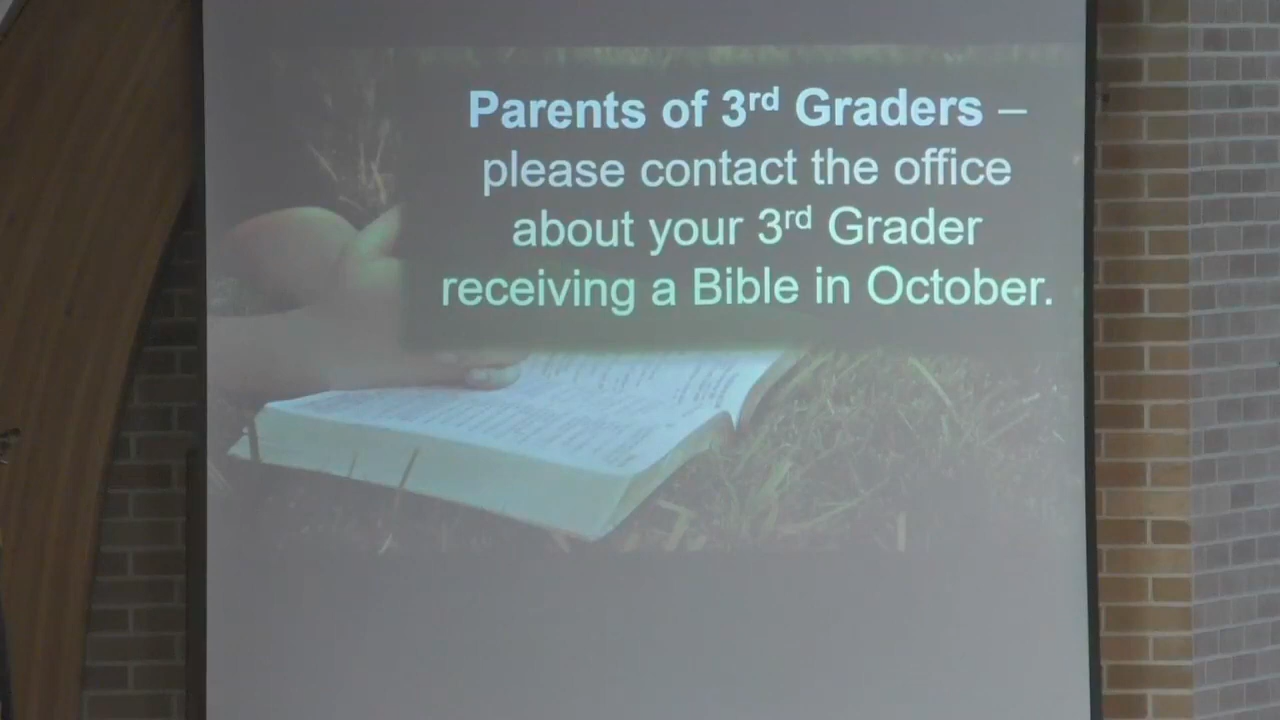 Parents of 3rd Graders –
please contact the office
about your 3rd Grader
receiving a Bible in October.